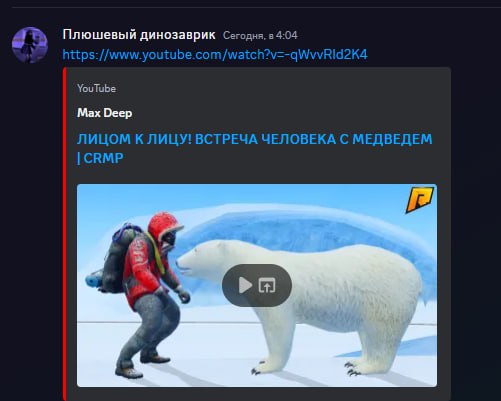 Плюшевый динозаврик Сегодня, в 4:04
https://www.youtube.com/watch?v=-qWvvRld2K4
YouTube
Max Deep
ЛИЦОМ К ЛИЦУ! ВСТРЕЧА ЧЕЛОВЕКА С МЕДВЕДЕМ
| CRMP